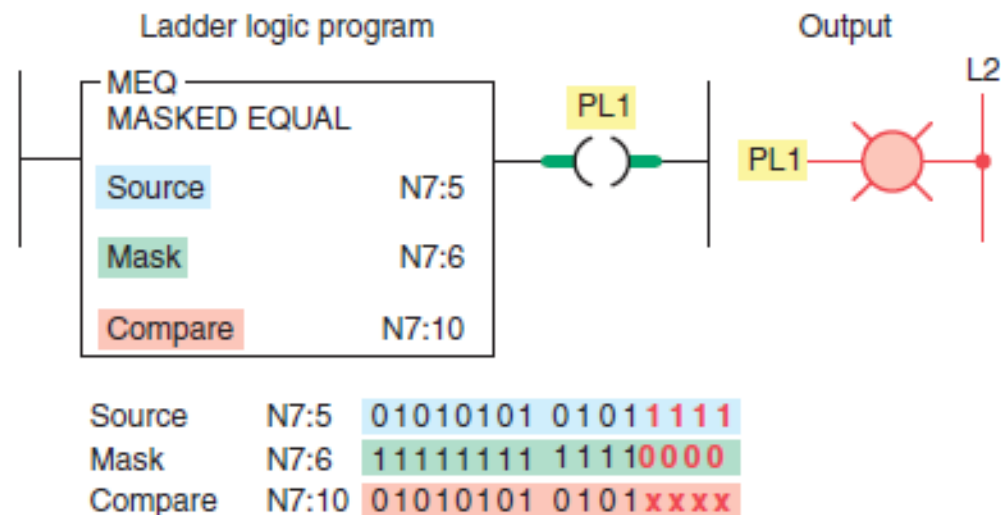 Ladder logic program
Output
L2
MEQ
MASKED EQUAL
PL1
PL1
Source N7:5
Mask N7:6
Compare N7:10
Source N7:5 01010101 01011111
Mask N7:6 11111111 11110000
Compare N7:10 01010101 0101xxxx